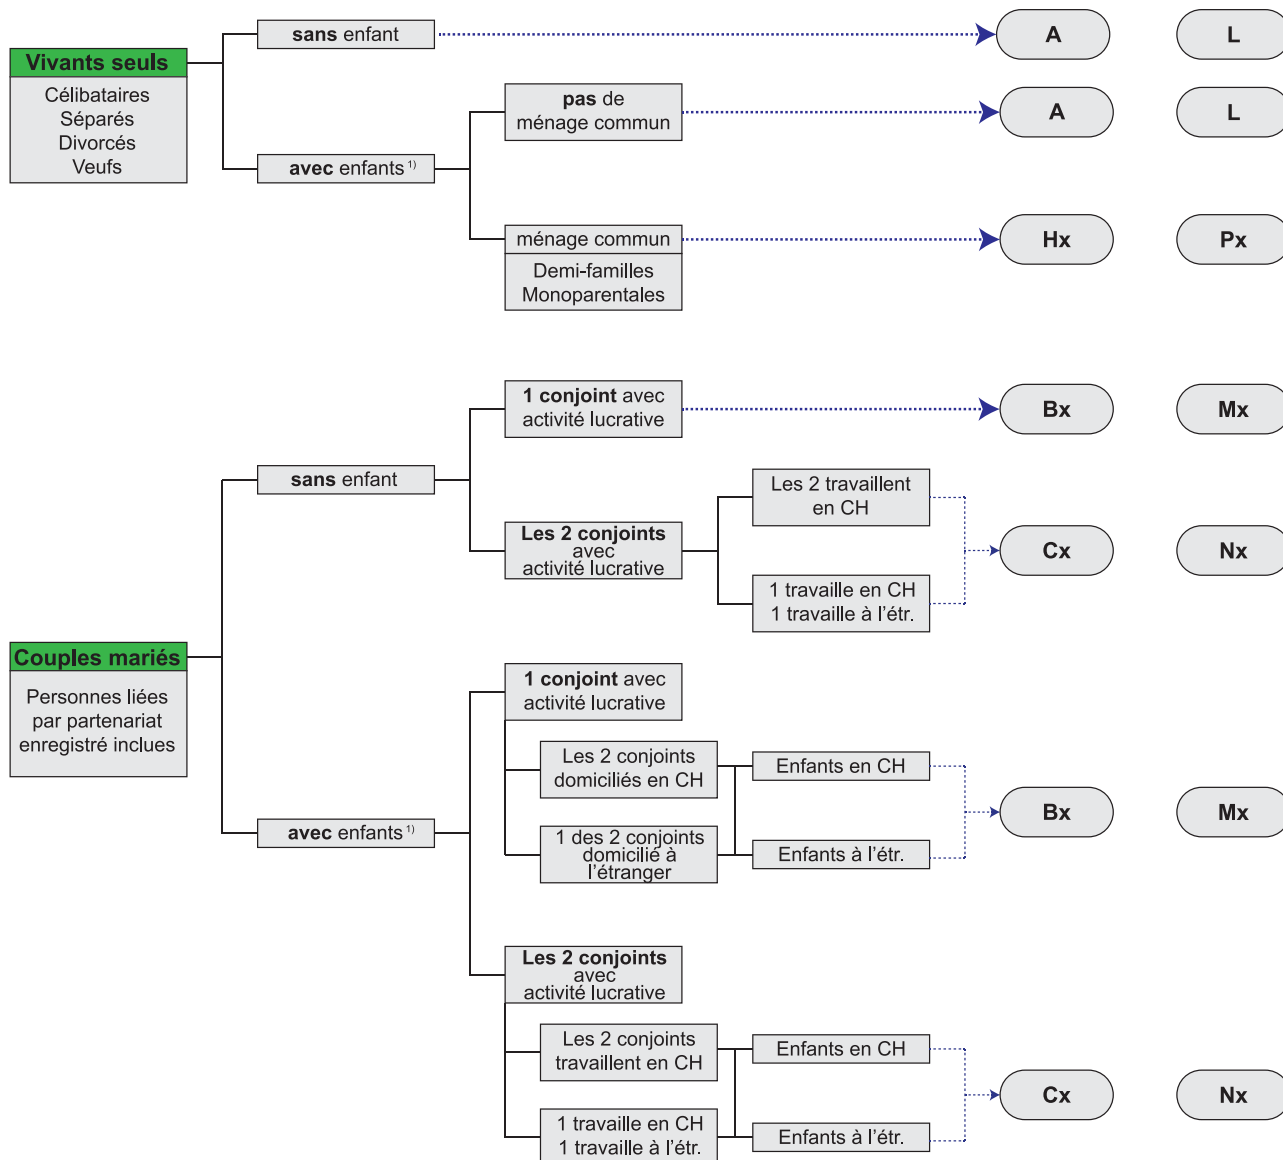 sans enfant
A
L
Vivants seuls
Célibataires
Séparés
Divorcés
Veufs
pas de
ménage commun
A
L
avec enfants 1)
ménage commun
Demi-familles
Monoparentales
Hx
Px
1 conjoint avec
activité lucrative
Bx
Mx
sans enfant
Les 2 travaillent
en CH
Les 2 conjoints
avec
activité lucrative
Cx
Nx
1 travaille en CH
1 travaille à l'étr.
Couples mariés
Personnes liées
par partenariat
enregistré inclues
1 conjoint avec
activité lucrative
Les 2 conjoints
domiciliés en CH
Enfants en CH
Bx
Mx
avec enfants 1)
1 des 2 conjoints
domicilié à
l'étranger
Enfants à l'étr.
Les 2 conjoints
avec
activité lucrative
Les 2 conjoints
travaillent en CH
Enfants en CH
Cx
Nx
1 travaille en CH
1 travaille à l'étr.
Enfants à l'étr.